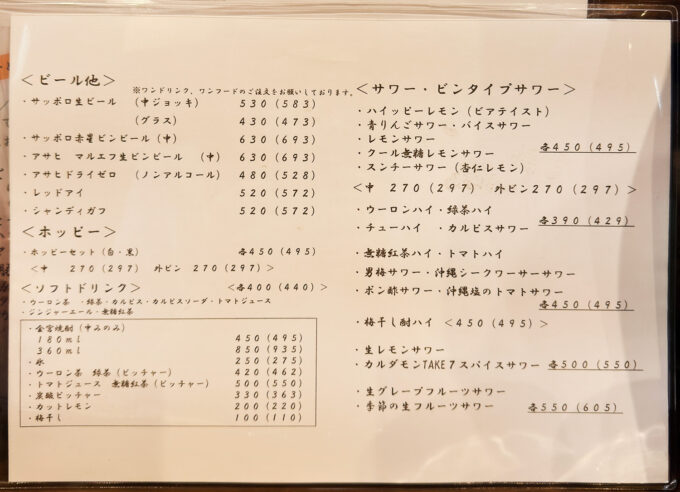 ＜ビール他＞
※ワンドリンク、ワンフードのご注文をお願いしております。
・サッポロ生ビール　（中ジョッキ）　530（583）
（グラス）　430（473）
・サッポロ赤星ビンビール（中）　630（693）
・アサヒ　マルエフ生ビンビール　（中）　630（693）
・アサヒドライゼロ　（ノンアルコール）　480（528）
・レッドアイ　520（572）
・シャンディガフ　520（572）
＜ホッピー＞
・ホッピーセット（白・黒）　各450（495）
＜中　270（297）　外ビン　270（297）＞
＜ソフトドリンク＞　＜各400（440）＞
・ウーロン茶　・緑茶・カルピス・カルピスソーダ・トマトジュース
・ジンジャーエール・無糖紅茶
・金宮焼酎（中みのみ）
180ml　450（495）
360ml　850（935）
・氷　250（275）
・ウーロン茶　緑茶（ピッチャー）　420（462）
・トマトジュース　無糖紅茶（ピッチャー）　500（550）
・炭酸ピッチャー　330（363）
・カットレモン　200（220）
・梅干し　100（110）
＜サワー・ビンタイプサワー＞
・ハイッピーレモン（ビアテイスト）
・青りんごサワー・バイスサワー
・レモンサワー
・クール無糖レモンサワー　各450（495）
・スンチーサワー（杏仁レモン）
＜中　270（297）　外ビン270（297）＞
・ウーロンハイ・緑茶ハイ
・チューハイ　・カルピスサワー　各390（429）
・無糖紅茶ハイ・トマトハイ
・男梅サワー・沖縄シークワーサーサワー
・ポン酢サワー・沖縄塩のトマトサワー
各450（495）
・梅干し酎ハイ　＜450（495）＞
・生レモンサワー
・カルダモンTAKE７スパイスサワー　各500（550）
・生グレープフルーツサワー
・季節の生フルーツサワー　各550（605）